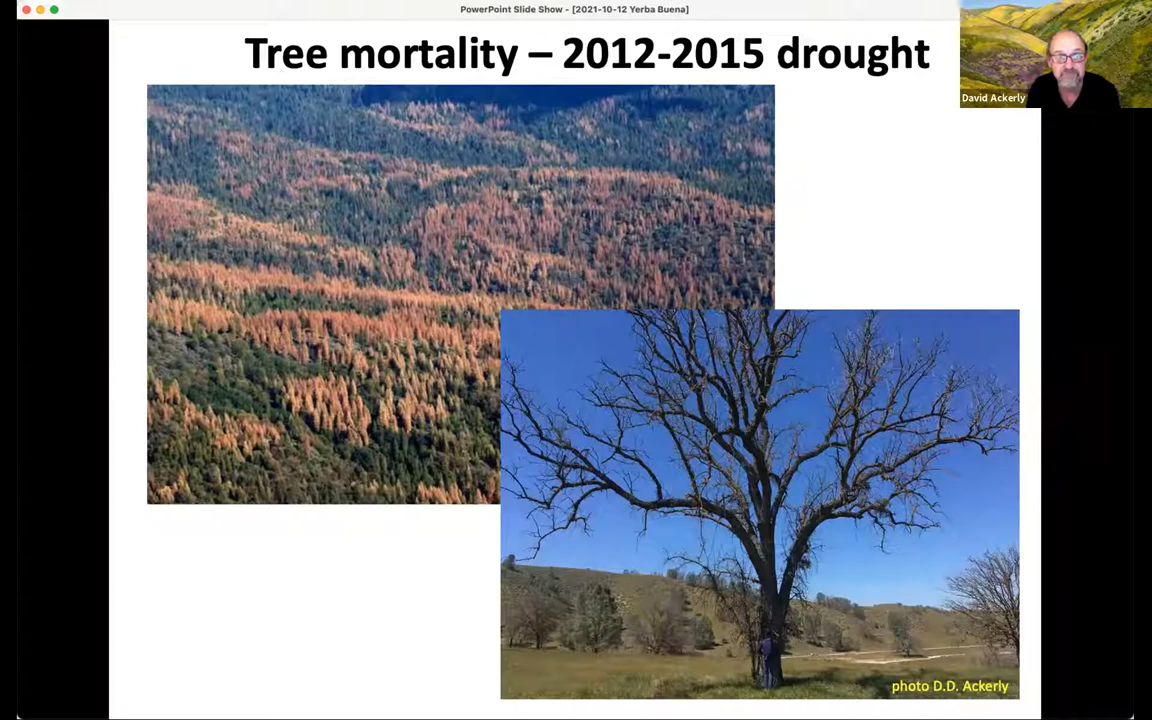 PowerPoint Slide Show - [2021-10-12 Yerba Buena]
Tree mortality – 2012-2015 drought
David Ackerly
photo D.D. Ackerly